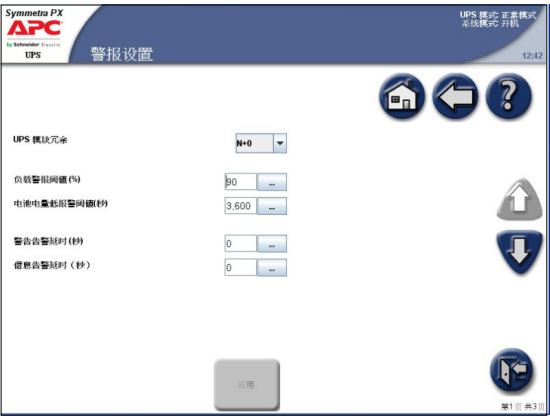 Symmetra PX
APC
by Schneider Electric
UPS
警报设置
UPS 模式 正常模式
系统模式 开机
12:42
?
UPS 模块冗余
N+0
负载警报阈值(%)
90
...
电池电量低报警阈值(秒)
3,600
...
警告告警延时(秒)
0
...
信息告警延时(秒)
0
...
应用
第1页 共3页